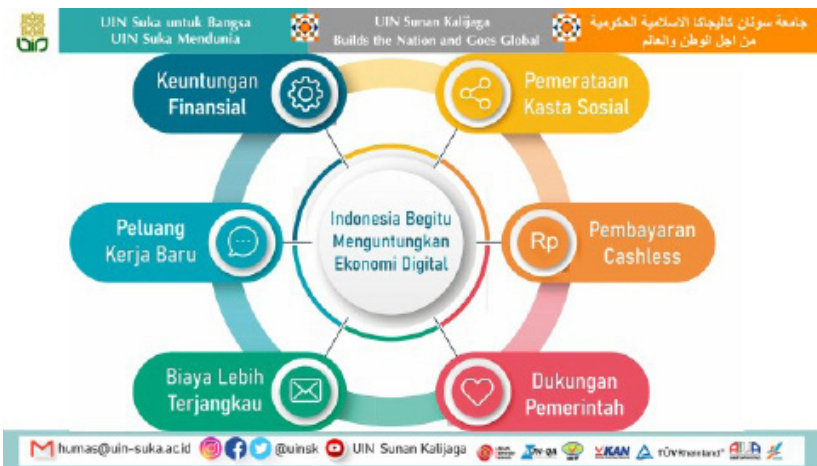 UIN Suka untuk Bangsa
UIN Suka Mendunia
UIN Sunan Kalijaga
Builds the Nation and Goes Global
جامعة سونان كاليجاكا الاسلامية الحكومية
من اجل الوطن والعالم
uin
Keuntungan
Finansial
Pemerataan
Kasta Sosial
Peluang
Kerja Baru
Indonesia Begitu
Menguntungkan
Ekonomi Digital
Rp
Pembayaran
Cashless
Biaya Lebih
Terjangkau
Dukungan
Pemerintah
humas@uin-suka.ac.id
@uinsk
UIN Sunan Kalijaga
KAN
TÜVRheinland